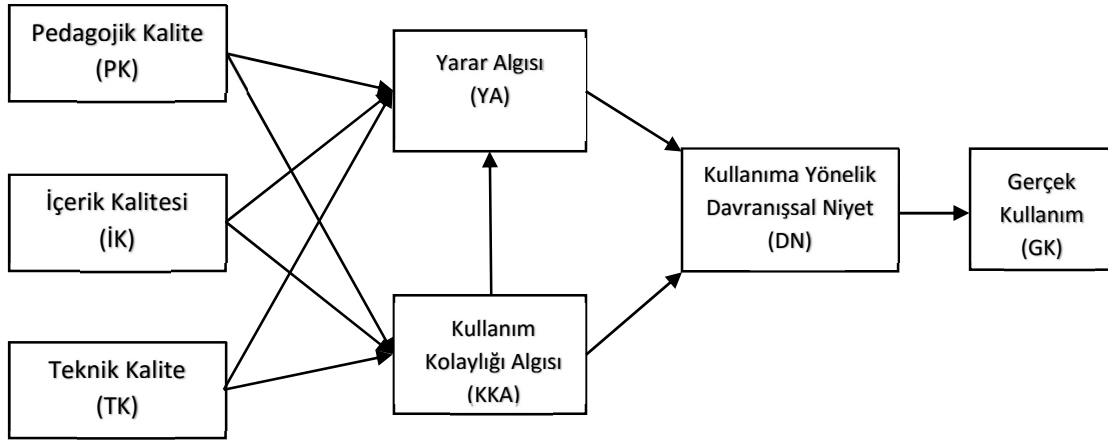 Pedagojik Kalite
(PK)
İçerik Kalitesi
(İK)
Teknik Kalite
(TK)
Yarar Algısı
(YA)
Kullanım
Kolaylığı Algısı
(KKA)
Kullanıma Yönelik
Davranışsal Niyet
(DN)
Gerçek
Kullanım
(GK)